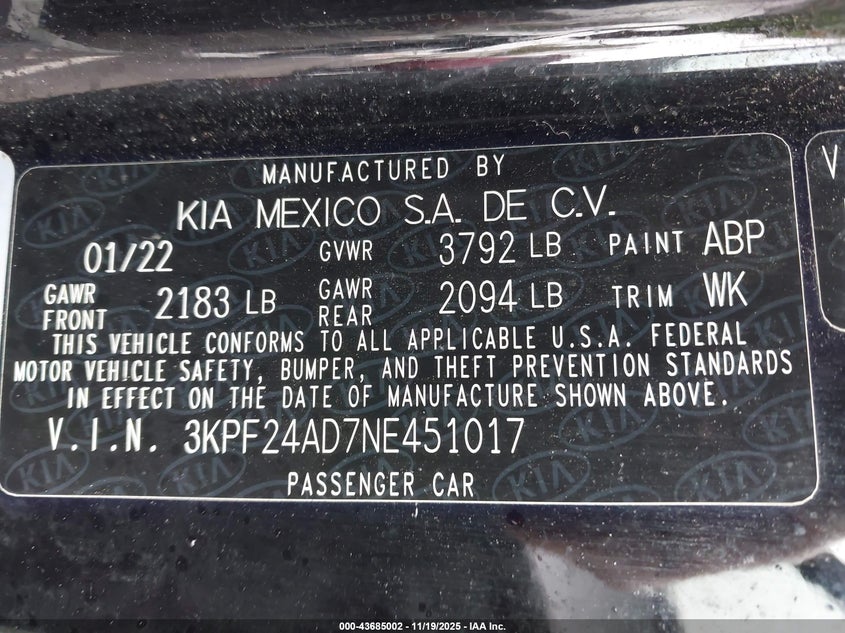 MANUFACTURED BY
KIA MEXICO S.A. DE C.V.
01/22 GVWR 3792 LB PAINT ABP
GAWR FRONT 2183 LB GAWR REAR 2094 LB TRIM WK
THIS VEHICLE CONFORMS TO ALL APPLICABLE U.S.A. FEDERAL
MOTOR VEHICLE SAFETY, BUMPER, AND THEFT PREVENTION STANDARDS
IN EFFECT ON THE DATE OF MANUFACTURE SHOWN ABOVE.
V.I.N. 3KPF24AD7NE451017
PASSENGER CAR
V
000-43685002 - 11/19/2025 - IAA Inc.